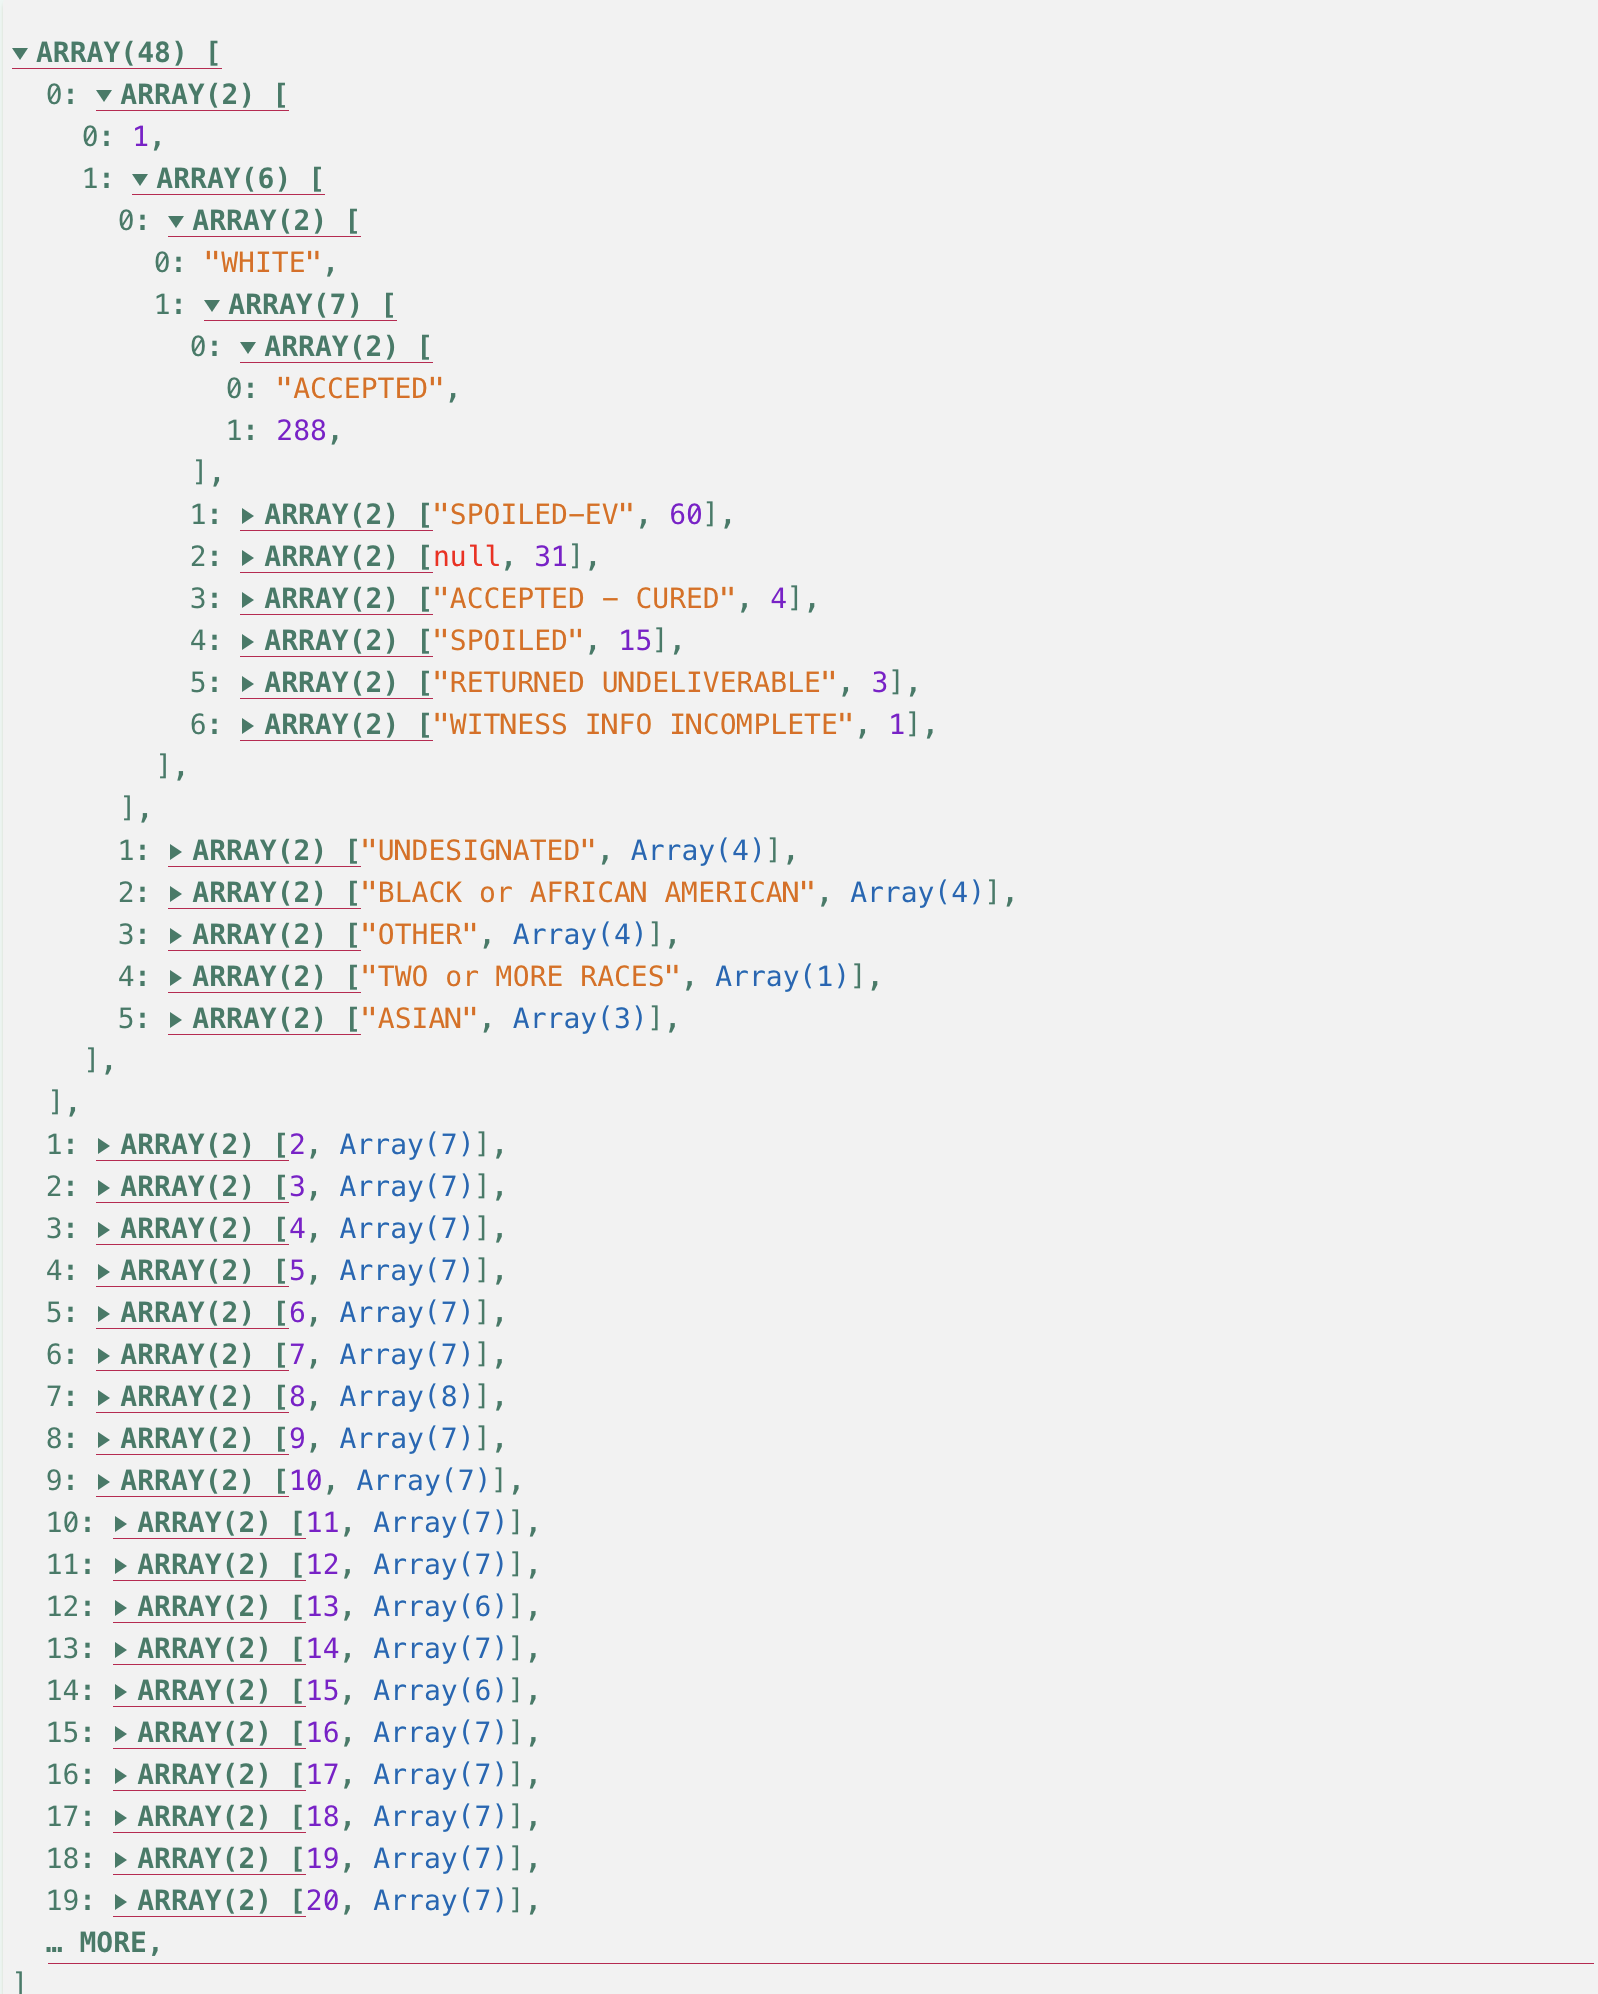 ▼ARRAY(48) [
0: ▼ARRAY(2) [
0: 1,
1: ▼ARRAY(6) [
0: ▼ARRAY(2) [
0: "WHITE",
1: ▼ARRAY(7) [
0: ▼ARRAY(2) [
0: "ACCEPTED",
1: 288,
],
1: ▶ARRAY(2) ["SPOILED-EV", 60],
2: ▶ARRAY(2) [null, 31],
3: ▶ARRAY(2) ["ACCEPTED - CURED", 4],
4: ▶ARRAY(2) ["SPOILED", 15],
5: ▶ARRAY(2) ["RETURNED UNDELIVERABLE", 3],
6: ▶ARRAY(2) ["WITNESS INFO INCOMPLETE", 1],
],
],
1: ▶ARRAY(2) ["UNDESIGNATED", Array(4)],
2: ▶ARRAY(2) ["BLACK or AFRICAN AMERICAN", Array(4)],
3: ▶ARRAY(2) ["OTHER", Array(4)],
4: ▶ARRAY(2) ["TWO or MORE RACES", Array(1)],
5: ▶ARRAY(2) ["ASIAN", Array(3)],
],
],
1: ▶ARRAY(2) [2, Array(7)],
2: ▶ARRAY(2) [3, Array(7)],
3: ▶ARRAY(2) [4, Array(7)],
4: ▶ARRAY(2) [5, Array(7)],
5: ▶ARRAY(2) [6, Array(7)],
6: ▶ARRAY(2) [7, Array(7)],
7: ▶ARRAY(2) [8, Array(8)],
8: ▶ARRAY(2) [9, Array(7)],
9: ▶ARRAY(2) [10, Array(7)],
10: ▶ARRAY(2) [11, Array(7)],
11: ▶ARRAY(2) [12, Array(7)],
12: ▶ARRAY(2) [13, Array(6)],
13: ▶ARRAY(2) [14, Array(7)],
14: ▶ARRAY(2) [15, Array(6)],
15: ▶ARRAY(2) [16, Array(7)],
16: ▶ARRAY(2) [17, Array(7)],
17: ▶ARRAY(2) [18, Array(7)],
18: ▶ARRAY(2) [19, Array(7)],
19: ▶ARRAY(2) [20, Array(7)],
… MORE,
]